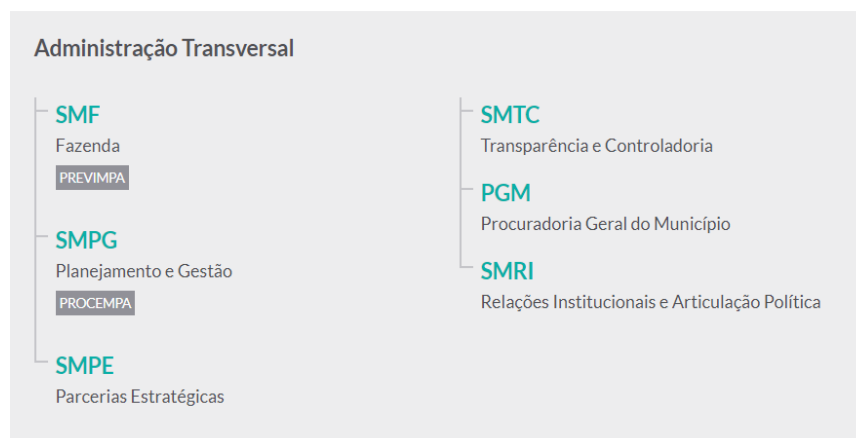 Administração Transversal
SMF
Fazenda
PREVIMPA
SMPG
Planejamento e Gestão
PROCEMPA
SMPE
Parcerias Estratégicas
SMTC
Transparência e Controladoria
PGM
Procuradoria Geral do Município
SMRI
Relações Institucionais e Articulação Política